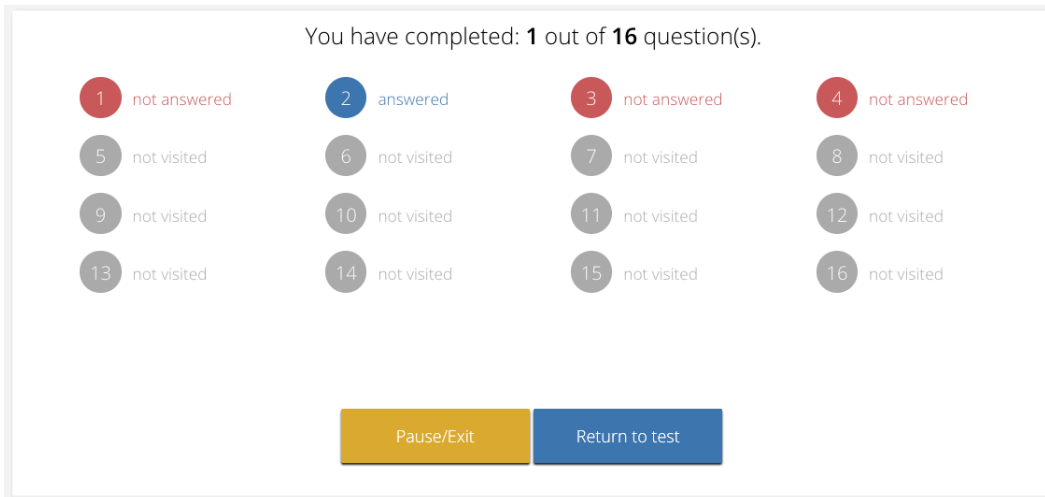 You have completed: 1 out of 16 question(s).
1 not answered 2 answered 3 not answered 4 not answered
5 not visited 6 not visited 7 not visited 8 not visited
9 not visited 10 not visited 11 not visited 12 not visited
13 not visited 14 not visited 15 not visited 16 not visited
Pause/Exit Return to test